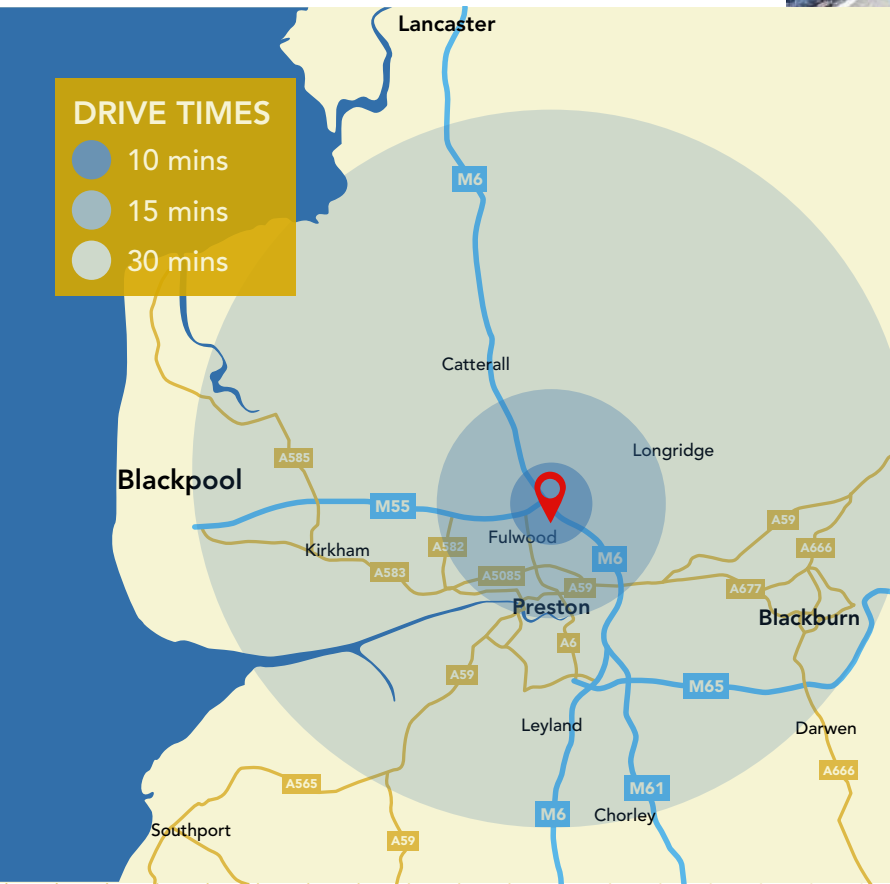 Lancaster
DRIVE TIMES
10 mins
15 mins
30 mins
M6
Catterall
Longridge
A585
Blackpool
M55
A59
Fulwood
A582
A666
Kirkham
M6
A583
A5085
A59
A677
Preston
Blackburn
A6
A59
M65
Leyland
Darwen
A666
A565
M61
M6
Chorley
Southport
A59